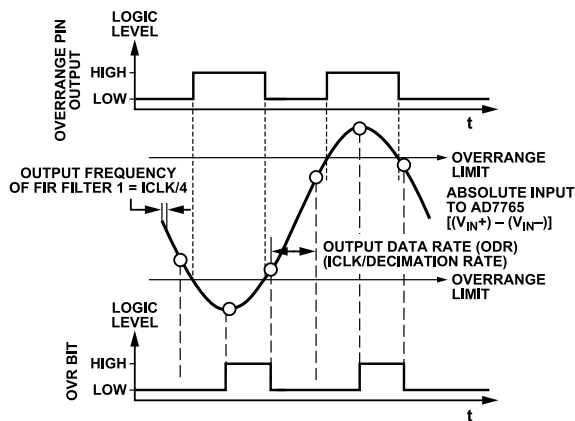 LOGIC
LEVEL
OVERRANGE PIN
OUTPUT
HIGH
LOW
t
OUTPUT FREQUENCY
OF FIR FILTER 1 = ICLK/4
OVERRANGE
LIMIT
ABSOLUTE INPUT
TO AD7765
[(VIN+) – (VIN–)]
OUTPUT DATA RATE (ODR)
(ICLK/DECIMATION RATE)
OVERRANGE
LIMIT
LOGIC
LEVEL
OVR BIT
HIGH
LOW
t